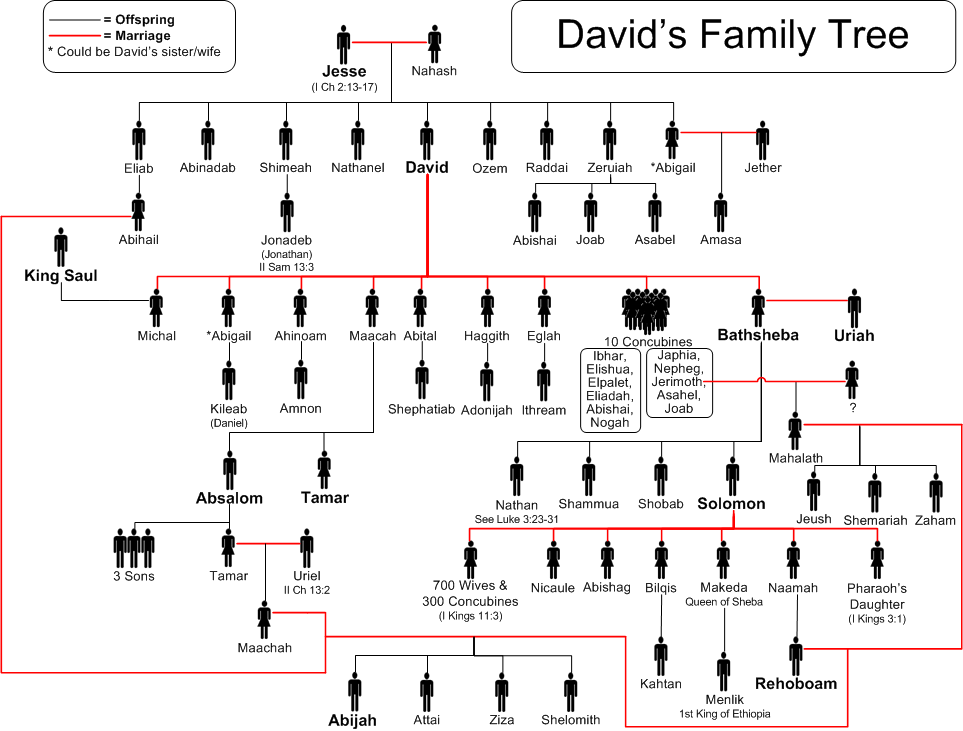 = Offspring
= Marriage
* Could be David's sister/wife
David's Family Tree
Jesse
(I Ch 2:13-17)
Nahash
Eliab
Abinadab
Shimeah
Nathanel
David
Ozem
Raddai
Zeruiah
*Abigail
Jether
Abihail
Jonadeb
(Jonathan)
II Sam 13:3
Abishai
Joab
Asabel
Amasa
King Saul
Michal
*Abigail
Ahinoam
Maacah
Abital
Haggith
Eglah
10 Concubines
Bathsheba
Uriah
Ibhar,
Elishua,
Elpalet,
Eliadah,
Abishai,
Nogah
Japhia,
Nepheg,
Jerimoth,
Asahel,
Joab
?
Kileab
(Daniel)
Amnon
Shephatiab
Adonijah
Ithream
Mahalath
Absalom
Tamar
Nathan
See Luke 3:23-31
Shammua
Shobab
Solomon
Jeush
Shemariah
Zaham
3 Sons
Tamar
Uriel
II Ch 13:2
700 Wives &
300 Concubines
(I Kings 11:3)
Nicaule
Abishag
Bilqis
Makeda
Queen of Sheba
Naamah
Pharaoh's
Daughter
(I Kings 3:1)
Maachah
Kahtan
Menlik
1st King of Ethiopia
Rehoboam
Abijah
Attai
Ziza
Shelomith